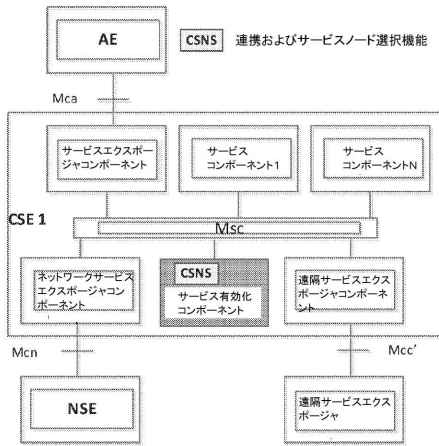 AE
CSNS 連携およびサービスノード選択機能
Mca
サービスエクスポー
ジャコンポーネント
サービス
コンポーネント1
サービス
コンポーネントN
CSE 1
Msc
ネットワークサービス
エクスポージャコン
ポーネント
CSNS
サービス有効化
コンポーネント
遠隔サービスエクス
ポージャコンポーネ
ント
Mcn
Mcc'
NSE
遠隔サービスエクス
ポージャ